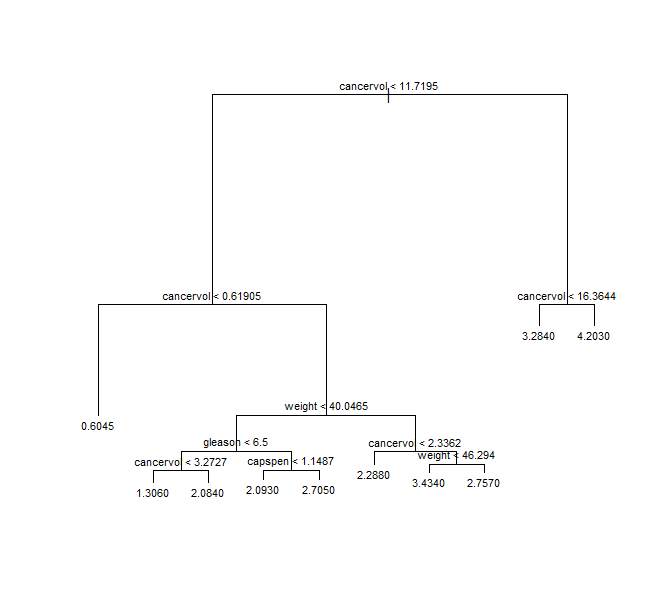 cancervol < 11.7195
cancervol < 0.61905
cancervol < 16.3644
3.2840
4.2030
weight < 40.0465
0.6045
gleason < 6.5
cancervol < 2.3362
weight < 46.294
cancervol < 3.2727
capspen < 1.1487
2.2880
3.4340
2.7570
1.3060
2.0840
2.0930
2.7050